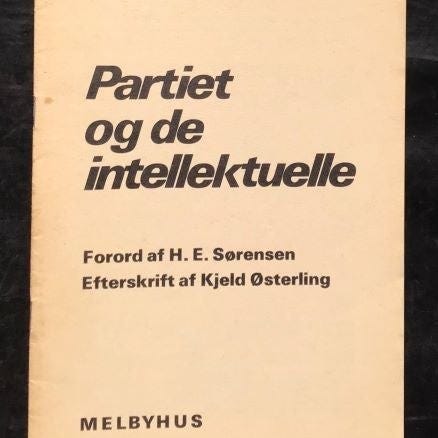 Partiet
og de
intellektuelle
Forord af H. E. Sørensen
Efterskrift af Kjeld Østerling
MELBYHUS